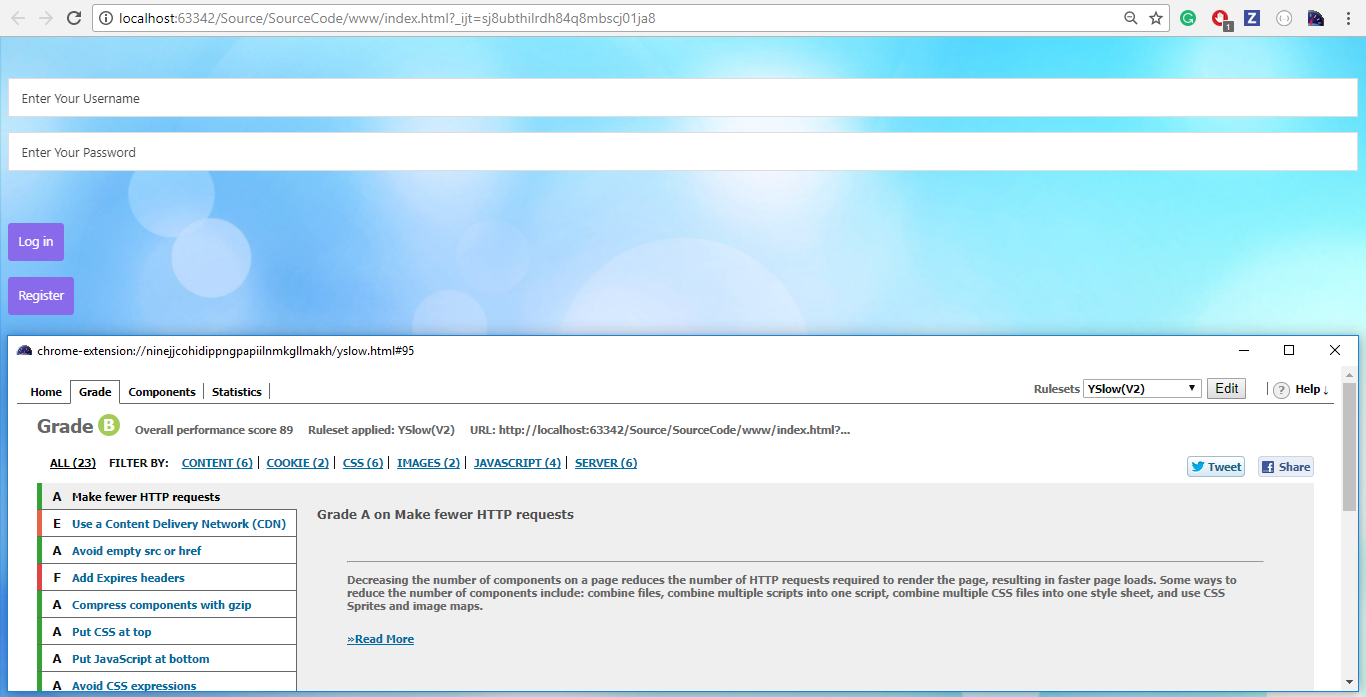 localhost:63342/Source/SourceCode/www/index.html?_ijt=sj8ubthilrdh84q8mbscj01ja8
1
Enter Your Username
Enter Your Password
Log in
Register
chrome-extension://ninejjcohidippngpapiilnmkgllmakh/yslow.html#95
Home Grade Components Statistics Rulesets YSlow(V2) Edit ? Help ↓
Grade B Overall performance score 89 Ruleset applied: YSlow(V2) URL: http://localhost:63342/Source/SourceCode/www/index.html?...
ALL (23) FILTER BY: CONTENT (6) COOKIE (2) CSS (6) IMAGES (2) JAVASCRIPT (4) SERVER (6)
Tweet Share
A Make fewer HTTP requests
E Use a Content Delivery Network (CDN)
A Avoid empty src or href
F Add Expires headers
A Compress components with gzip
A Put CSS at top
A Put JavaScript at bottom
A Avoid CSS expressions
Grade A on Make fewer HTTP requests
Decreasing the number of components on a page reduces the number of HTTP requests required to render the page, resulting in faster page loads. Some ways to
reduce the number of components include: combine files, combine multiple scripts into one script, combine multiple CSS files into one style sheet, and use CSS
Sprites and image maps.
»Read More